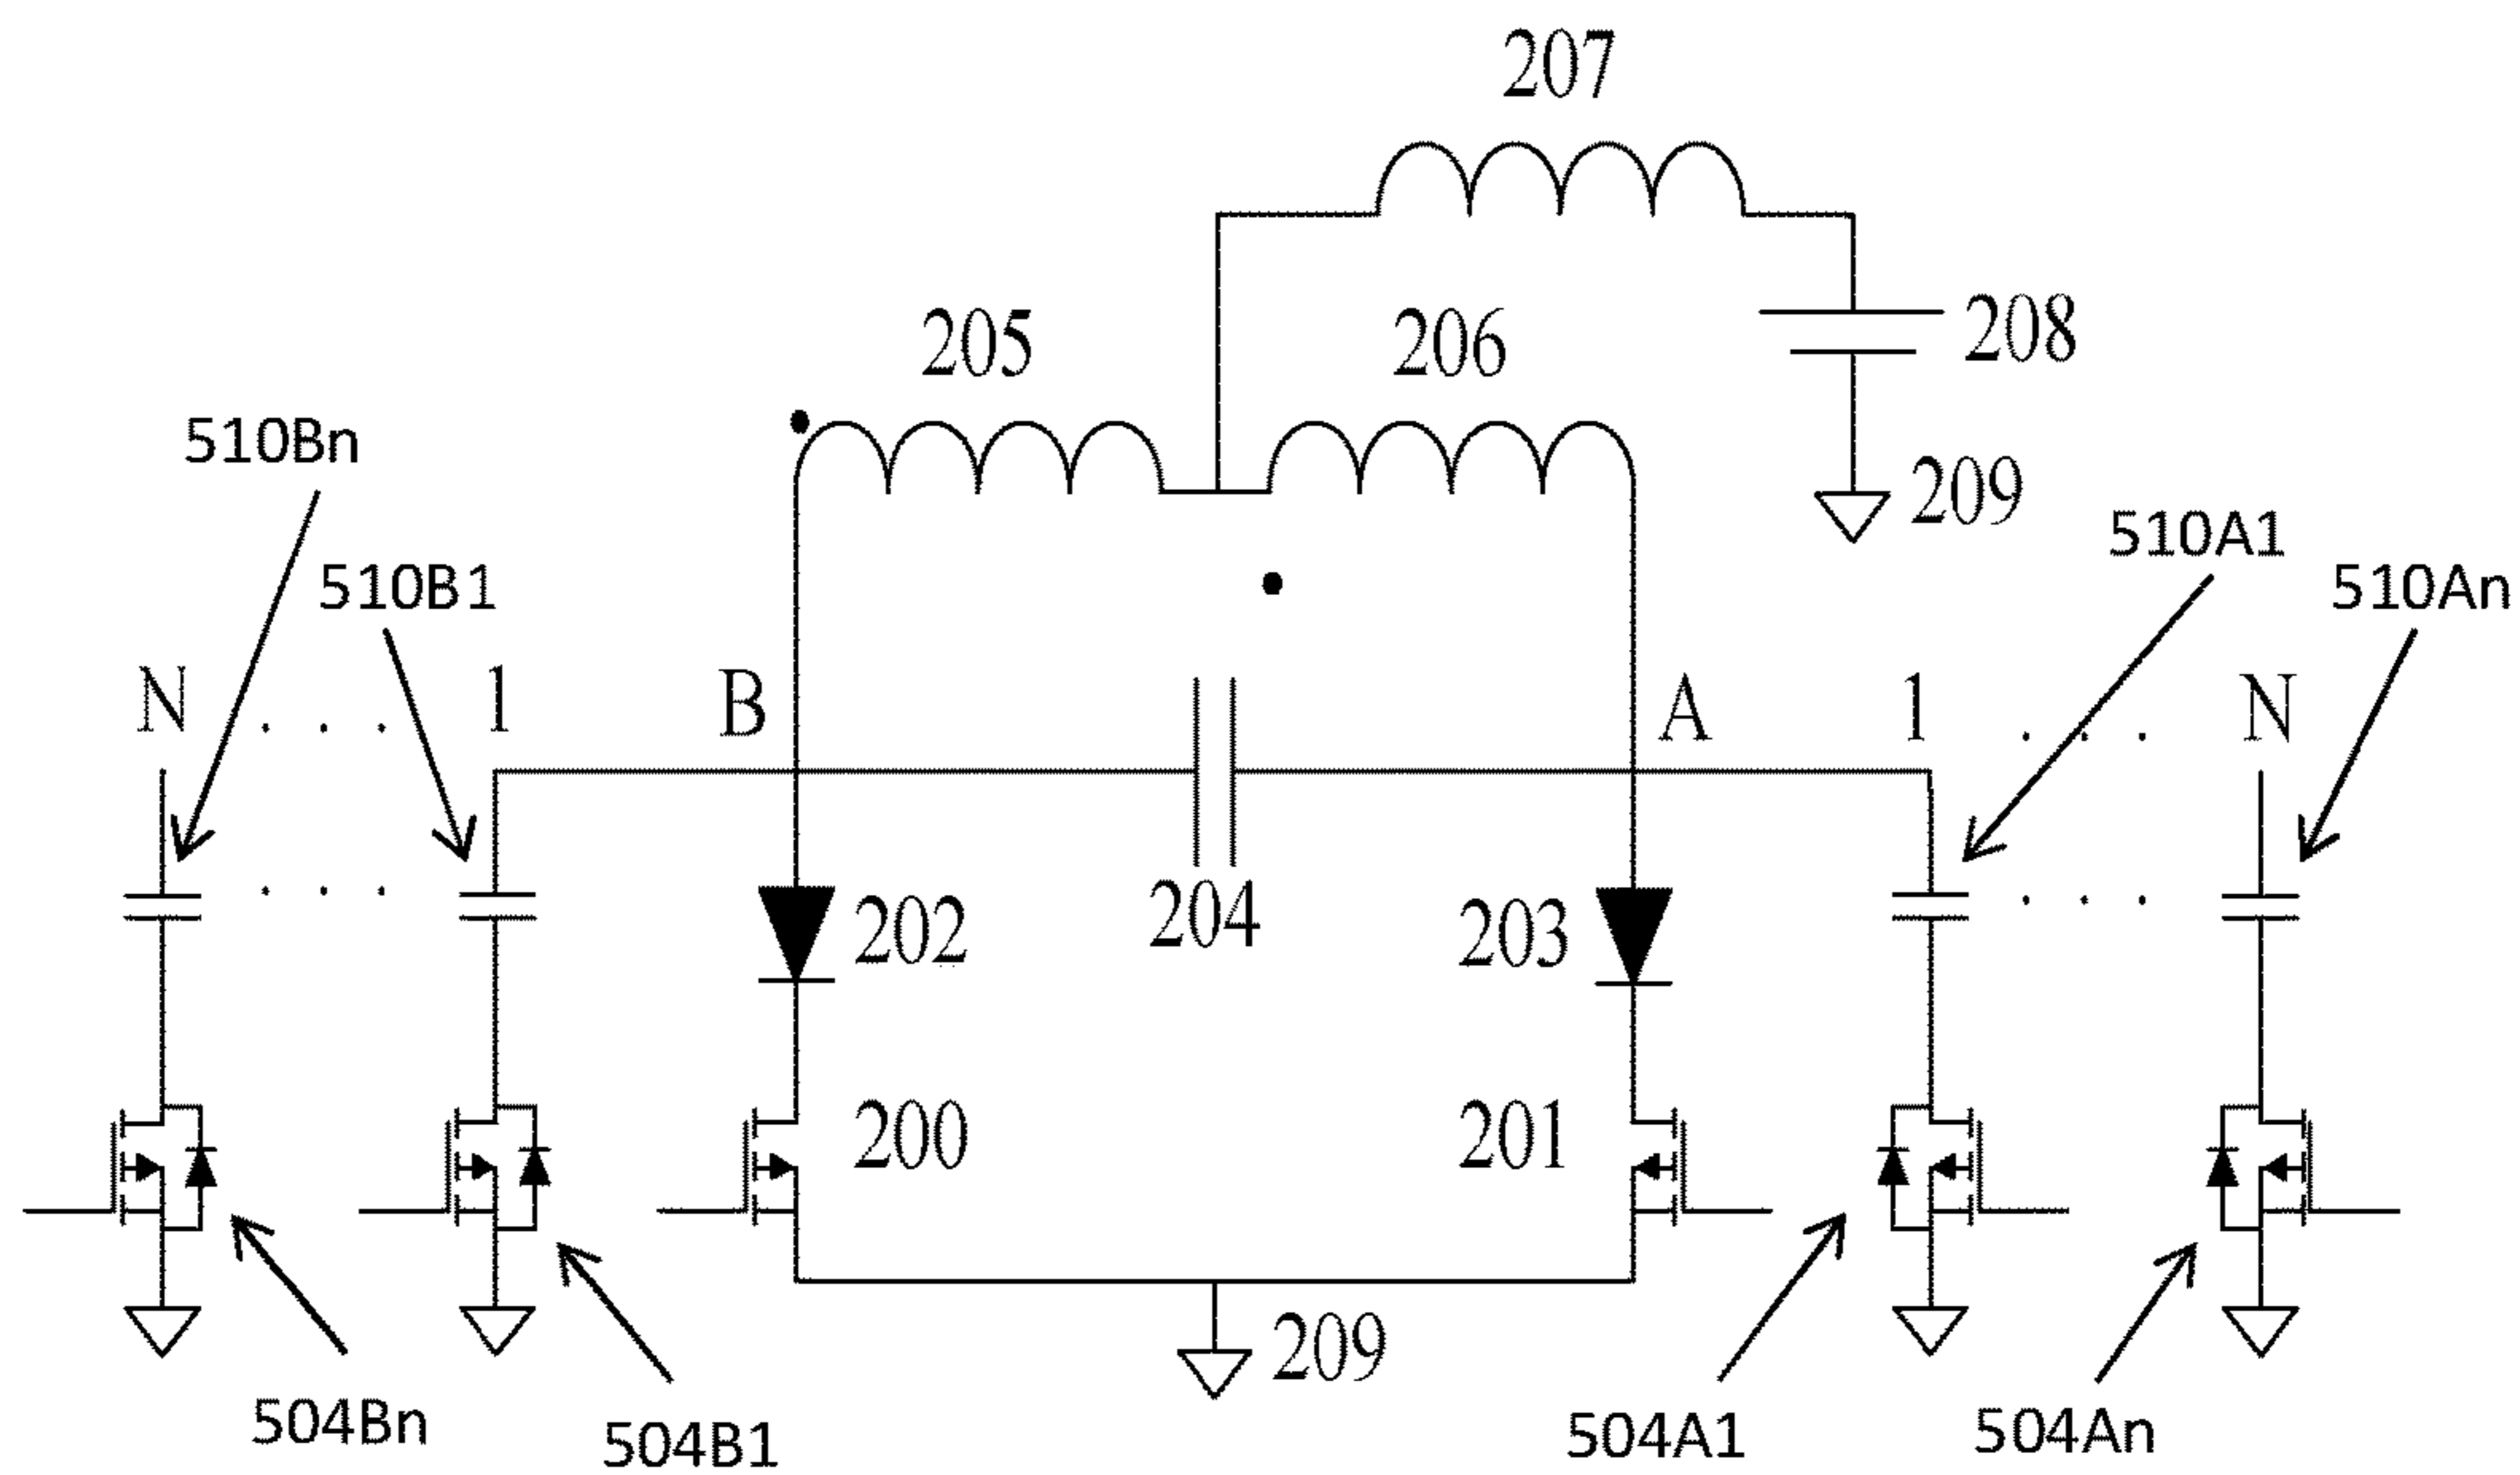 207
205
206
208
510Bn
209
510A1
510B1
510An
N . . . 1
B
A
1 . . . N
. . .
. . .
202
204
203
200
201
209
504Bn
504B1
504A1
504An